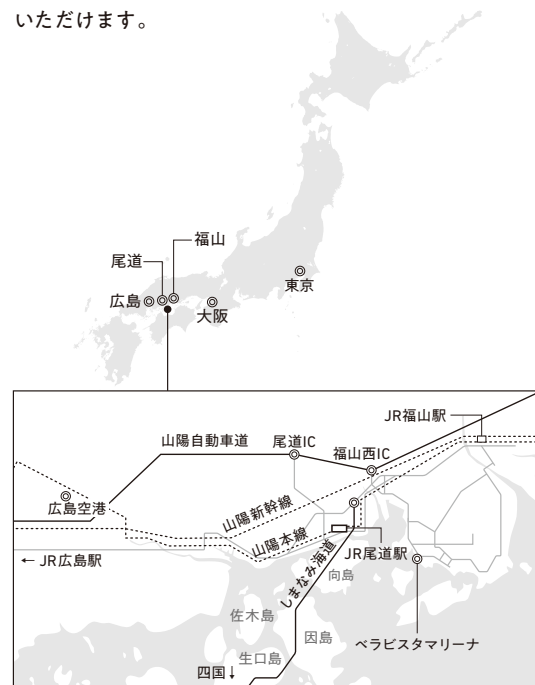 いただけます。
福山
尾道
広島
大阪
東京
JR福山駅
山陽自動車道
尾道IC
福山西IC
広島空港
山陽新幹線
山陽本線
← JR広島駅
JR尾道駅
しまなみ海道
向島
佐木島
因島
ベラビスタマリーナ
生口島
四国↓